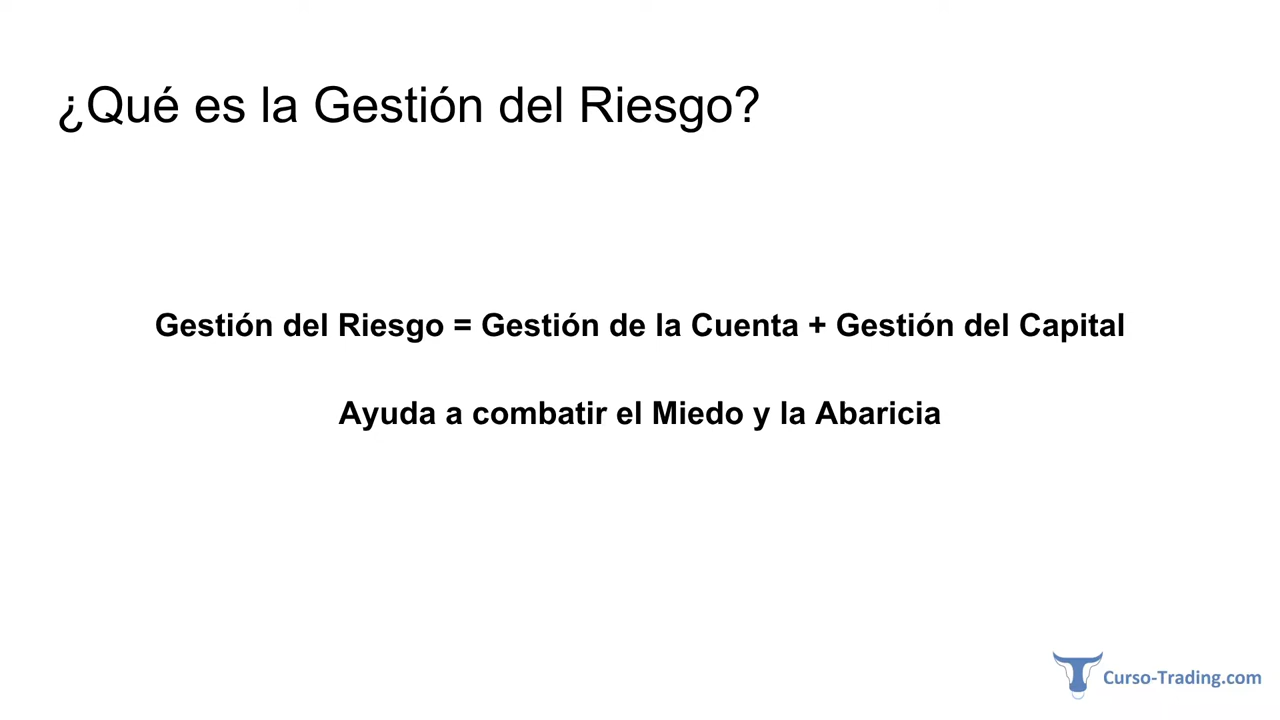 ¿Qué es la Gestión del Riesgo?
Gestión del Riesgo = Gestión de la Cuenta + Gestión del Capital
Ayuda a combatir el Miedo y la Abaricia
Curso-Trading.com